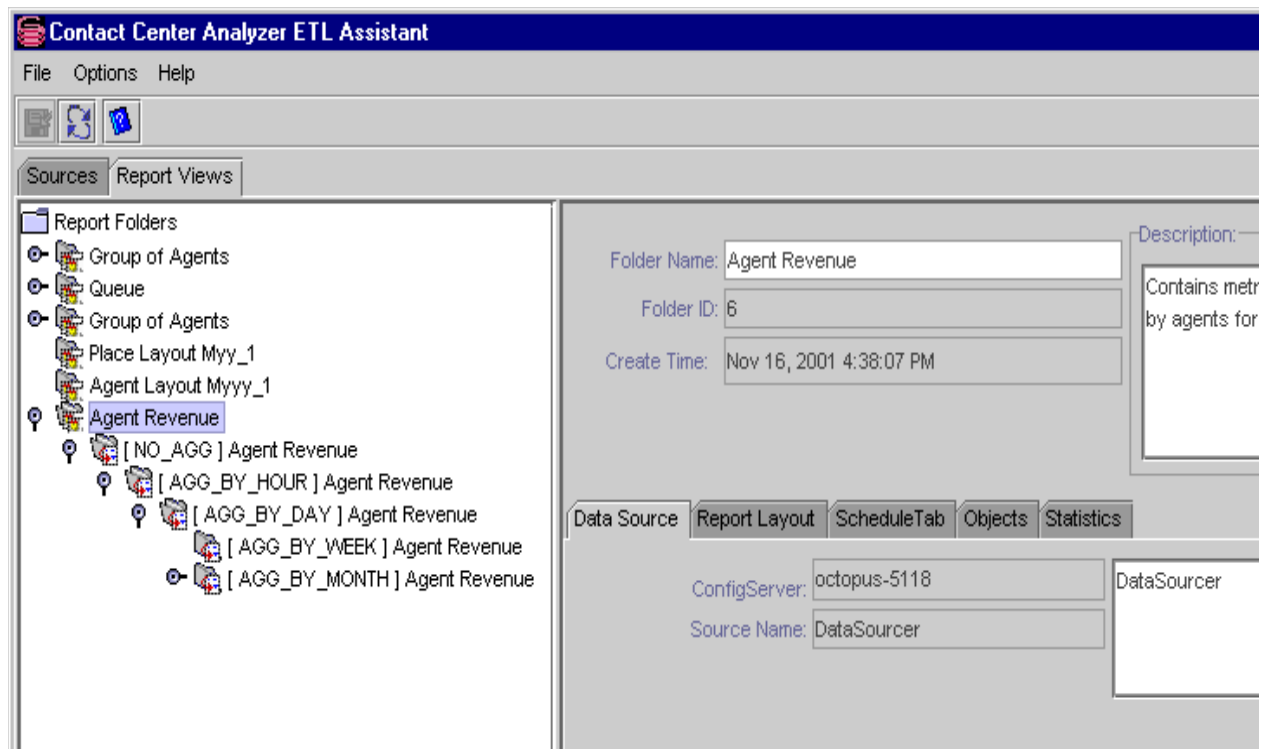 Contact Center Analyzer ETL Assistant
File Options Help
Sources Report Views
Report Folders
Group of Agents
Queue
Group of Agents
Place Layout Myy_1
Agent Layout Myyy_1
Agent Revenue
[ NO_AGG ] Agent Revenue
[ AGG_BY_HOUR ] Agent Revenue
[ AGG_BY_DAY ] Agent Revenue
[ AGG_BY_WEEK ] Agent Revenue
[ AGG_BY_MONTH ] Agent Revenue
Folder Name: Agent Revenue
Folder ID: 6
Create Time: Nov 16, 2001 4:38:07 PM
Description:
Contains metr
by agents for
Data Source Report Layout ScheduleTab Objects Statistics
ConfigServer: octopus-5118
Source Name: DataSourcer
DataSourcer